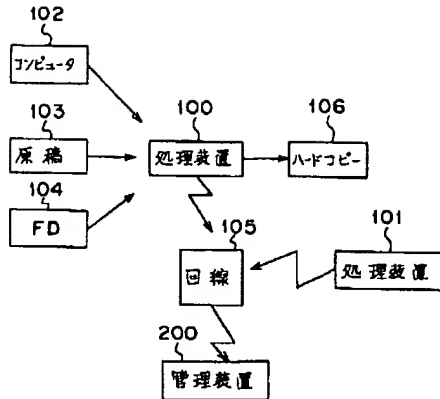 102
コンピュータ
103
原稿
104
FD
100
処理装置
106
ハードコピー
105
回線
101
処理装置
200
管理装置